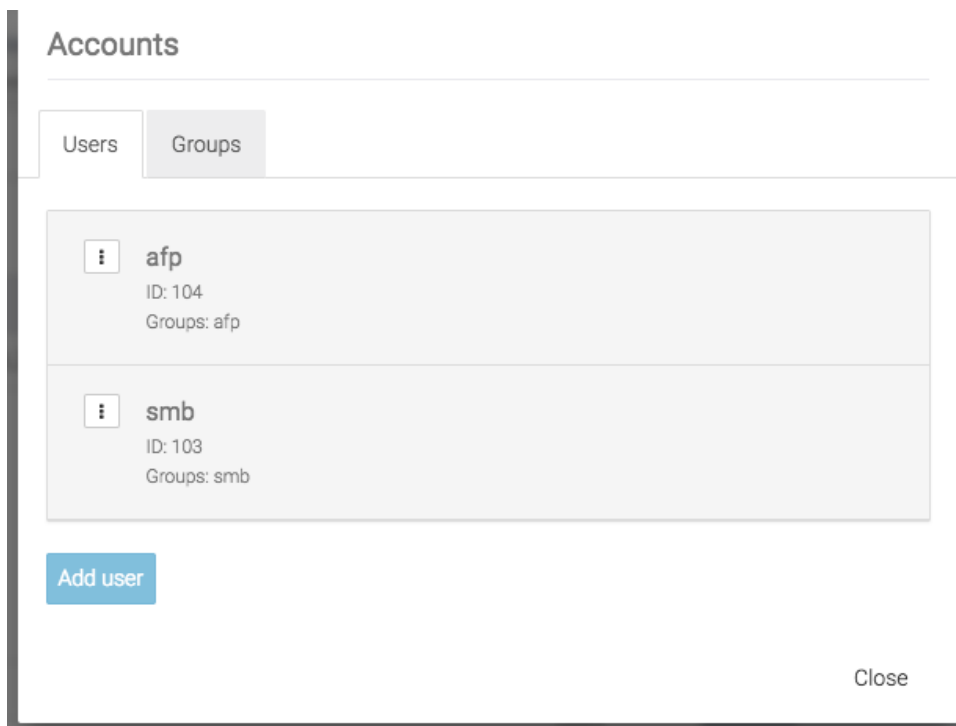 Accounts
Users Groups
afp
ID: 104
Groups: afp
smb
ID: 103
Groups: smb
Add user
Close